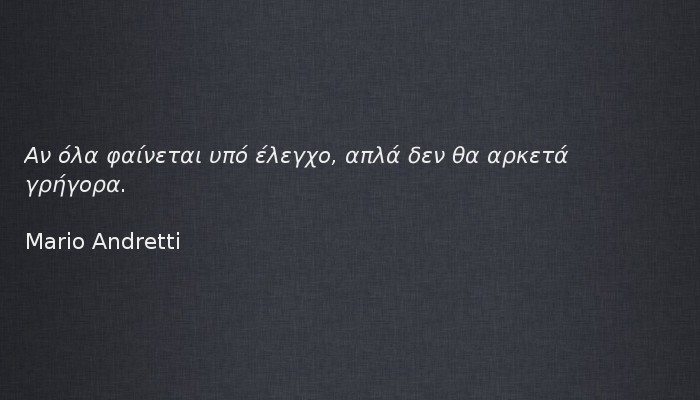 Αν όλα φαίνεται υπό έλεγχο, απλά δεν θα αρκετά
γρήγορα.
Mario Andretti